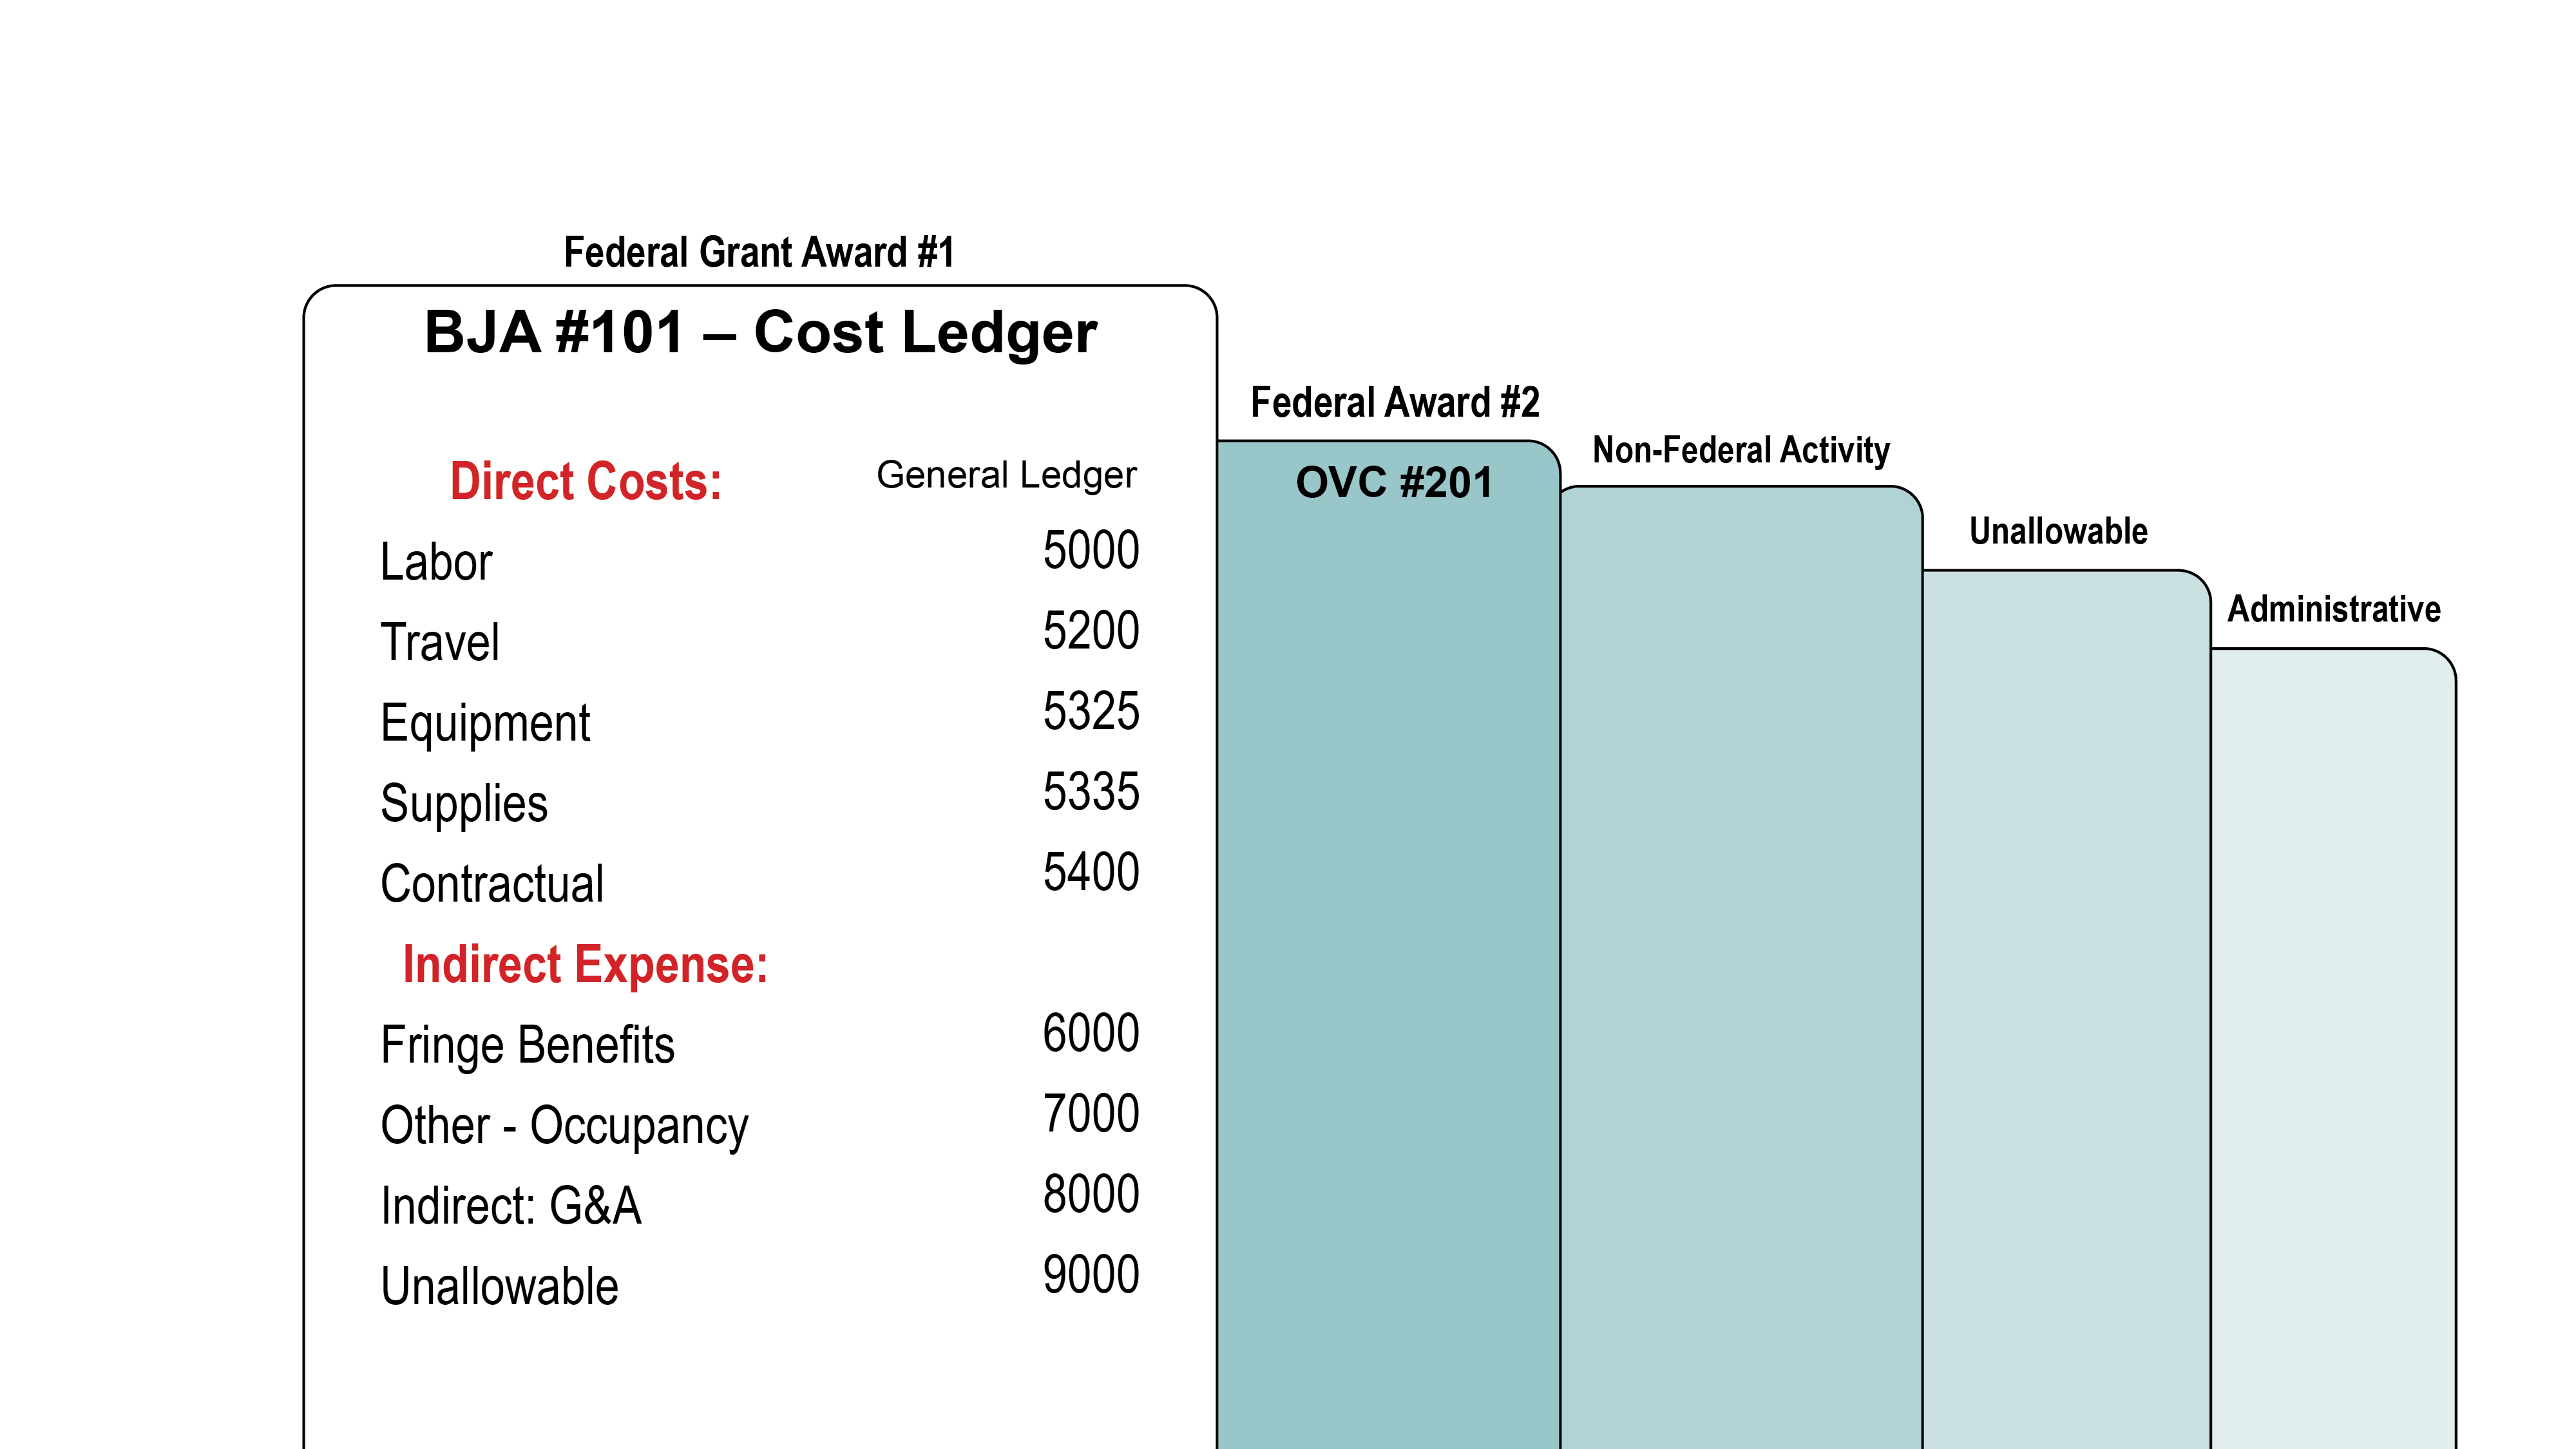 Federal Grant Award #1
BJA #101 – Cost Ledger
Direct Costs: General Ledger
Labor 5000
Travel 5200
Equipment 5325
Supplies 5335
Contractual 5400
Indirect Expense:
Fringe Benefits 6000
Other - Occupancy 7000
Indirect: G&A 8000
Unallowable 9000
Federal Award #2
OVC #201
Non-Federal Activity
Unallowable
Administrative